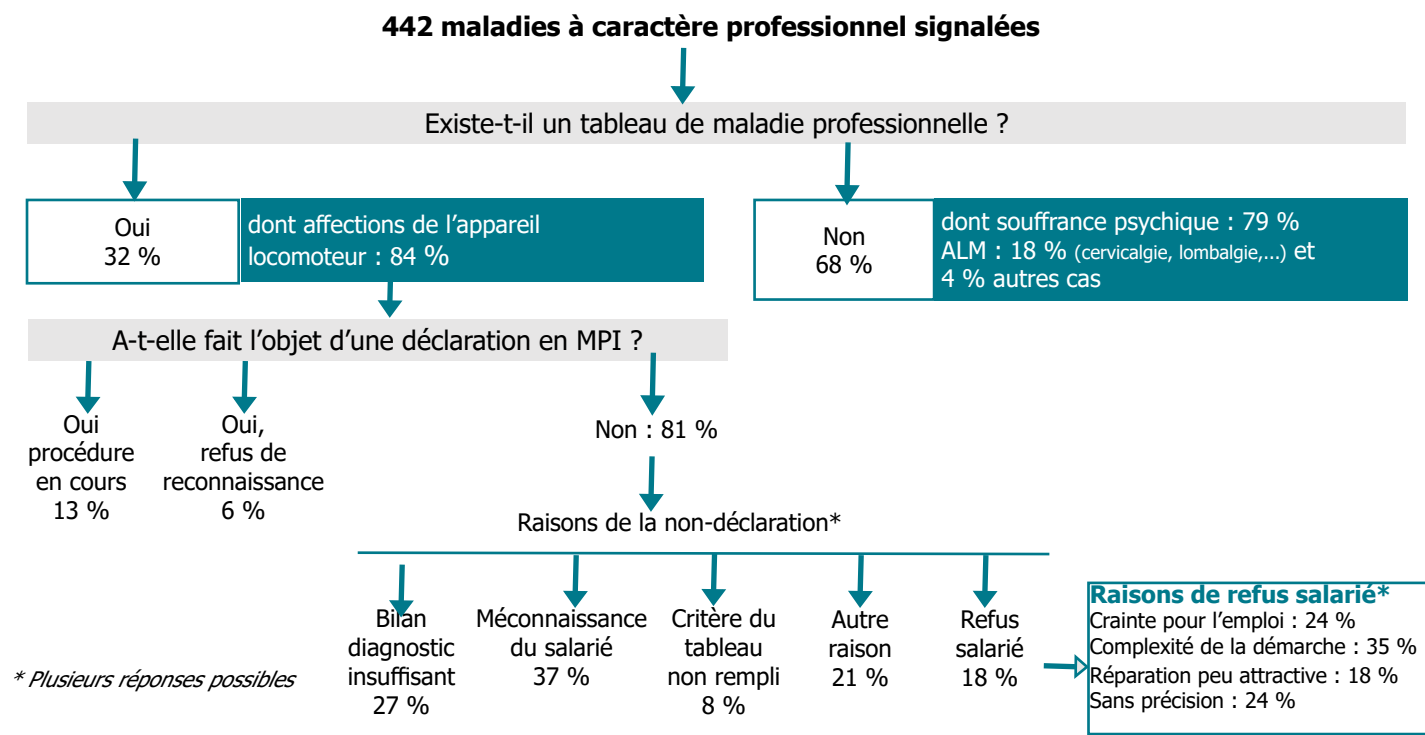 442 maladies à caractère professionnel signalées
Existe-t-il un tableau de maladie professionnelle ?
Oui
32 %
dont affections de l’appareil
locomoteur : 84 %
Non
68 %
dont souffrance psychique : 79 %
ALM : 18 % (cervicalgie, lombalgie,...) et
4 % autres cas
A-t-elle fait l’objet d’une déclaration en MPI ?
Oui
procédure
en cours
13 %
Oui,
refus de
reconnaissance
6 %
Non : 81 %
Raisons de la non-déclaration*
Bilan
diagnostic
insuffisant
27 %
Méconnaissance
du salarié
37 %
Critère du
tableau
non rempli
8 %
Autre
raison
21 %
Refus
salarié
18 %
Raisons de refus salarié*
Crainte pour l’emploi : 24 %
Complexité de la démarche : 35 %
Réparation peu attractive : 18 %
Sans précision : 24 %
* Plusieurs réponses possibles